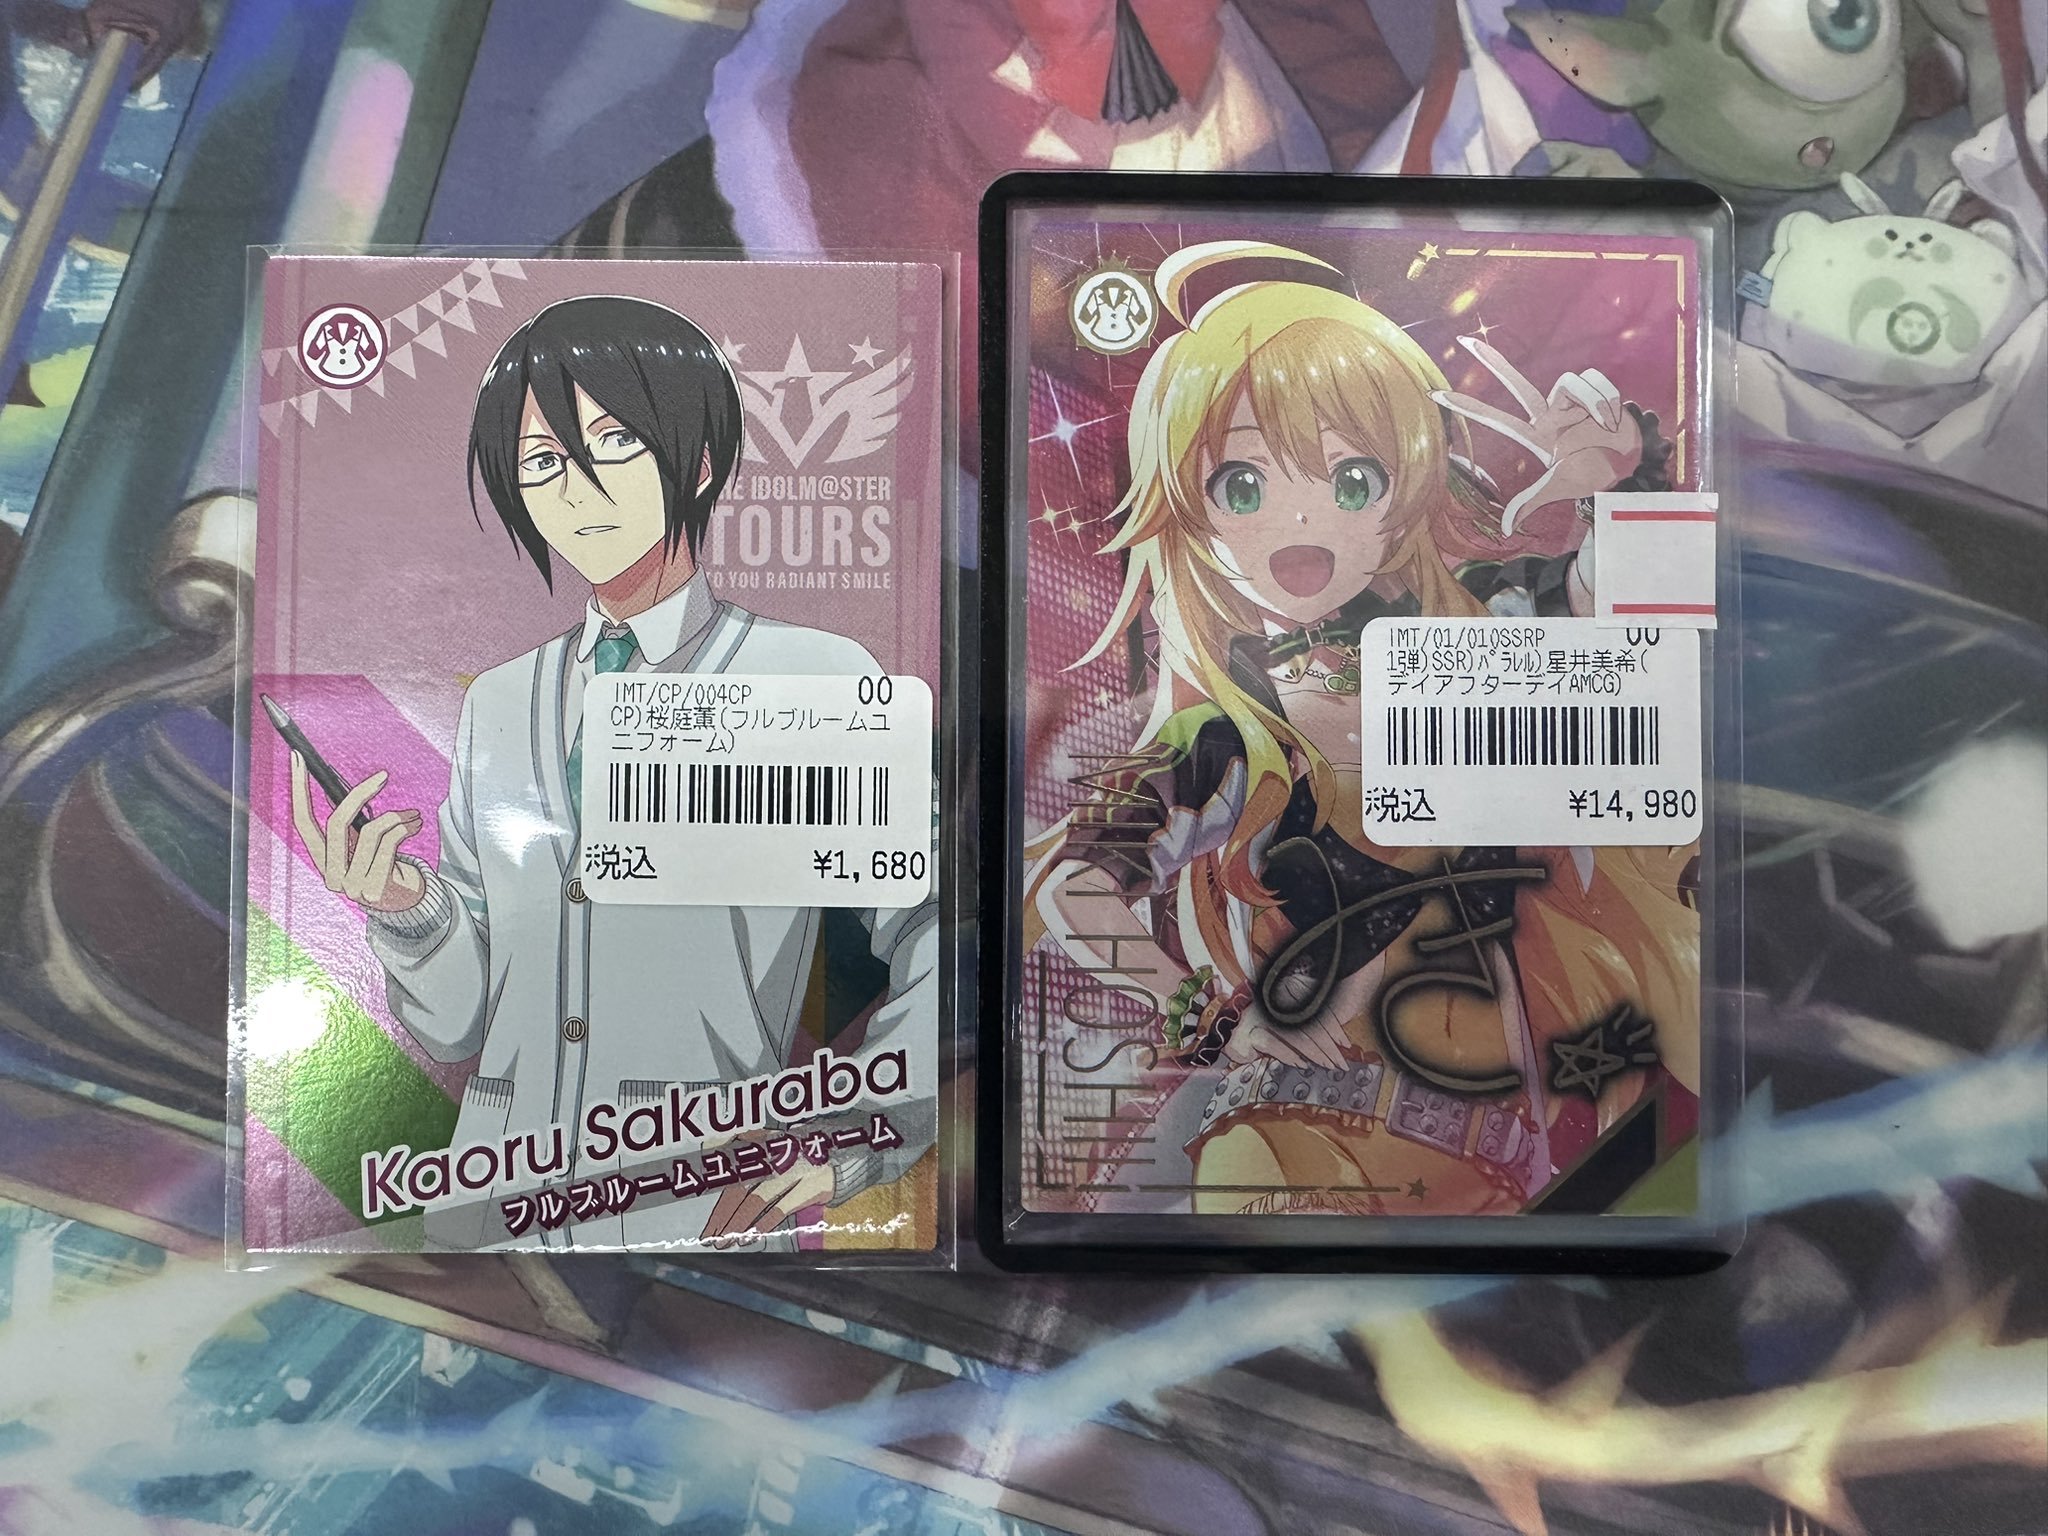 THE IDOLM@STER
TOURS
TO YOU RADIANT SMILE
IMT/CP/004CP 00
CP)桜庭薫(フルブルームユ
ニフォーム)
税込 ¥1,680
Kaoru Sakuraba
フルブルームユニフォーム
IMT/01/010SSRP 00
1弾)SSR)ﾊﾟﾗﾚﾙ)星井美希(
デイアフターデイAMCG)
税込 ¥14,980
HOSHII MIKI